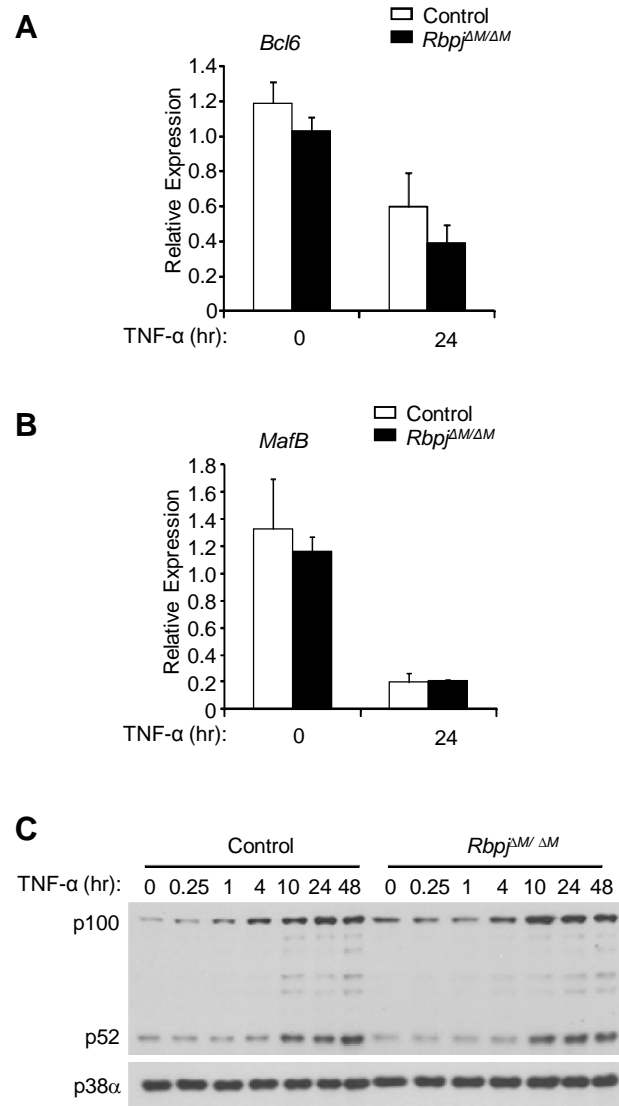 A
Control
Rbpj^ΔM/ΔM
Bcl6
1.4
1.2
1.0
0.8
0.6
0.4
0.2
0
Relative Expression
TNF-α (hr): 0 24
B
Control
Rbpj^ΔM/ΔM
MafB
1.8
1.6
1.4
1.2
1.0
0.8
0.6
0.4
0.2
0
Relative Expression
TNF-α (hr): 0 24
C
Control Rbpj^ΔM/ ΔM
TNF-α (hr): 0 0.25 1 4 10 24 48 0 0.25 1 4 10 24 48
p100
p52
p38α